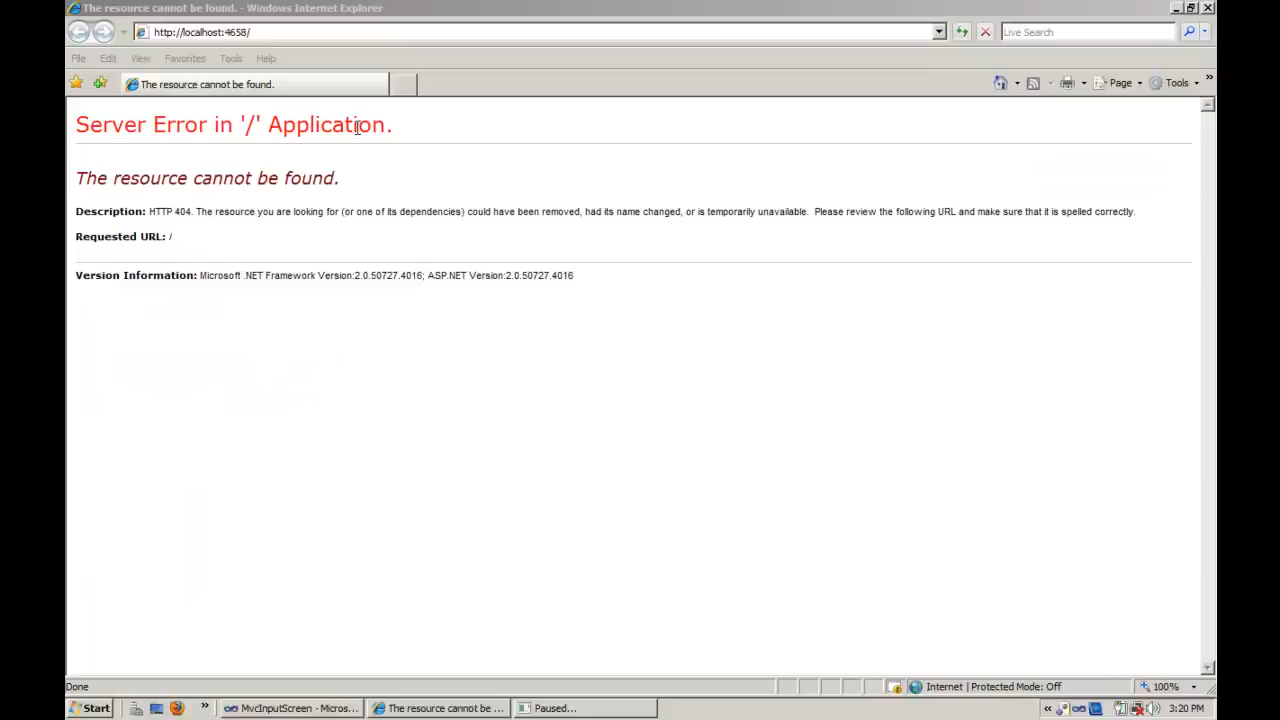 The resource cannot be found. - Windows Internet Explorer
http://localhost:4658/
Live Search
File Edit View Favorites Tools Help
The resource cannot be found.
Page Tools »
Server Error in '/' Application.
The resource cannot be found.
Description: HTTP 404. The resource you are looking for (or one of its dependencies) could have been removed, had its name changed, or is temporarily unavailable. Please review the following URL and make sure that it is spelled correctly.
Requested URL: /
Version Information: Microsoft .NET Framework Version:2.0.50727.4016; ASP.NET Version:2.0.50727.4016
Done
Internet | Protected Mode: Off
100%
Start » MvcInputScreen - Micros... The resource cannot be ... Paused... « 3:20 PM